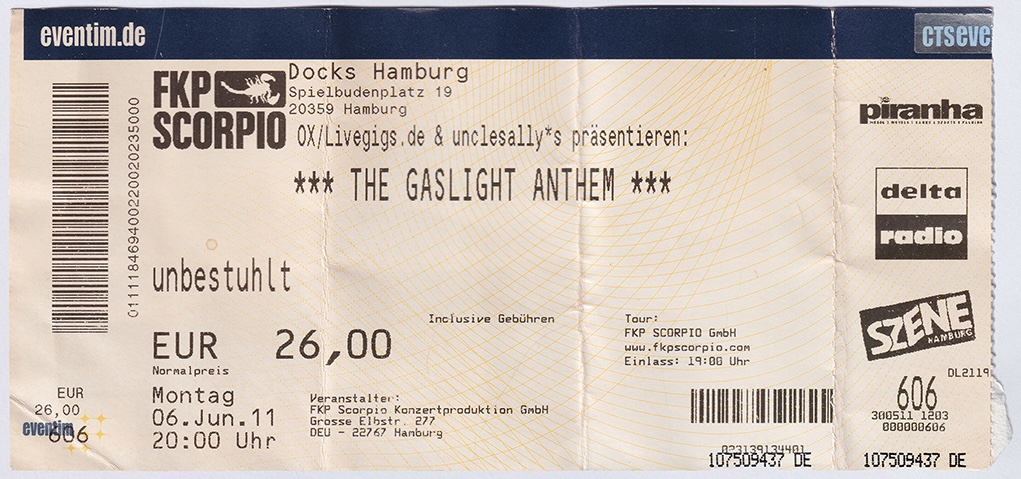 eventim.de
CTSeve
FKP
SCORPIO
Docks Hamburg
Spielbudenplatz 19
20359 Hamburg
OX/Livegigs.de & unclesally*s präsentieren:
*** THE GASLIGHT ANTHEM ***
unbestuhlt
Inclusive Gebühren
EUR 26,00
Normalpreis
Montag
06.Jun.11
20:00 Uhr
Veranstalter:
FKP Scorpio Konzertproduktion GmbH
Grosse Elbstr. 277
DEU - 22767 Hamburg
Tour:
FKP SCORPIO GmbH
www.fkpscorpio.com
Einlass: 19:00 Uhr
023139134401
107509437 DE
011118469400220020235000
EUR
26,00
eventim
606
piranha
delta
radio
SZENE
HAMBURG
DL2119
606
300511 1203
000000606
107509437 DE